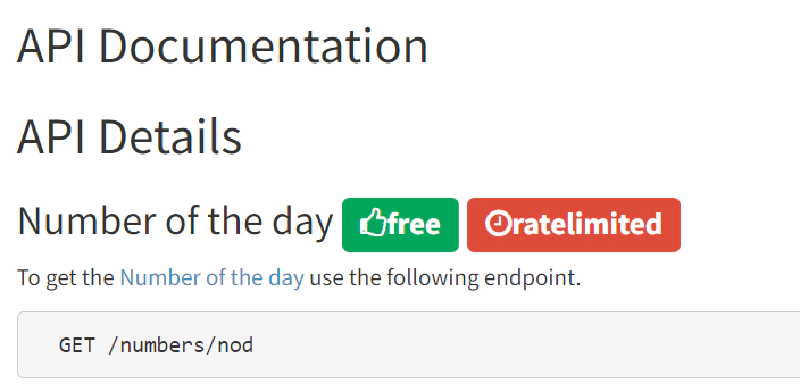 API Documentation
API Details
Number of the day free ratelimited
To get the Number of the day use the following endpoint.
GET /numbers/nod